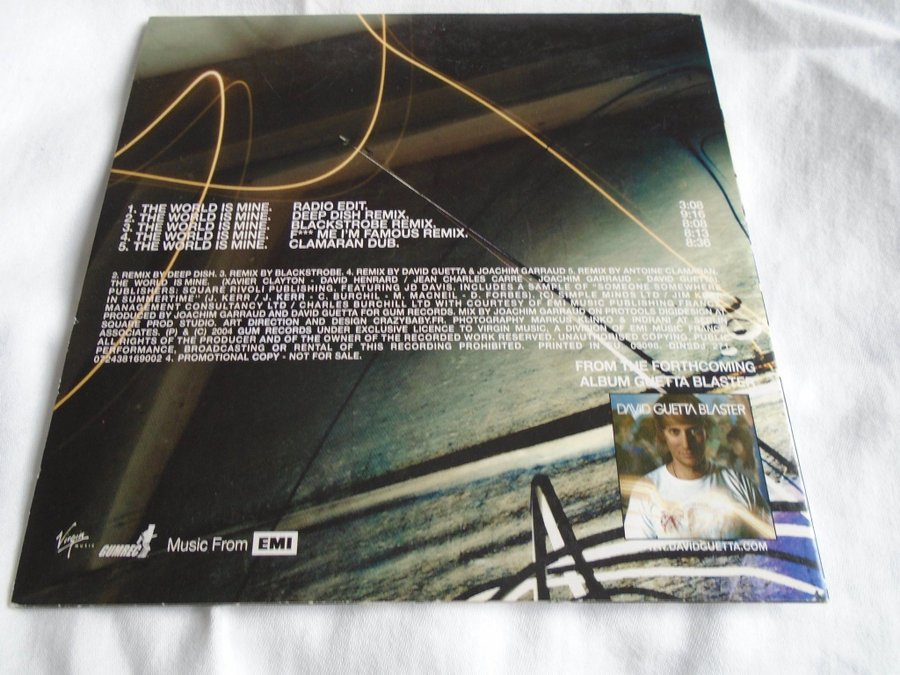 1. THE WORLD IS MINE. RADIO EDIT. 3:08
2. THE WORLD IS MINE. DEEP DISH REMIX. 9:16
3. THE WORLD IS MINE. BLACKSTROBE REMIX. 8:08
4. THE WORLD IS MINE. F*** ME I'M FAMOUS REMIX. 8:13
5. THE WORLD IS MINE. CLAMARAN DUB. 8:36
2. REMIX BY DEEP DISH. 3. REMIX BY BLACKSTROBE. 4. REMIX BY DAVID GUETTA & JOACHIM GARRAUD 5. REMIX BY ANTOINE CLAMARAN.
THE WORLD IS MINE. (XAVIER CLAYTON - DAVID HENRARD / JEAN CHARLES CARRE - JOACHIM GARRAUD - DAVID GUETTA).
PUBLISHERS: SQUARE RIVOLI PUBLISHING. FEATURING JD DAVIS. INCLUDES A SAMPLE OF "SOMEONE SOMEWHERE
IN SUMMERTIME" (J. KERR / J. KERR - C. BURCHIL - M. MACNEIL - D. FORBES), (C) SIMPLE MINDS LTD / JIM KERR
MANAGEMENT CONSULTANCY LTD / CHARLES BURCHILL LTD WITH COURTESY OF EMI MUSIC PUBLISHING FRANCE.
PRODUCED BY JOACHIM GARRAUD AND DAVID GUETTA FOR GUM RECORDS. MIX BY JOACHIM GARRAUD ON PROTOOLS DIGIDESIGN AT
SQUARE PROD STUDIO. ART DIRECTION AND DESIGN CRAZYBABY.FR. PHOTOGRAPHY MARKUS KLINKO & INDRANI AT
ASSOCIATES. (P) & (C) 2004 GUM RECORDS UNDER EXCLUSIVE LICENCE TO VIRGIN MUSIC, A DIVISION OF EMI MUSIC FRANCE.
ALL RIGHTS OF THE PRODUCER AND OF THE OWNER OF THE RECORDED WORK RESERVED. UNAUTHORISED COPYING, PUBLIC
PERFORMANCE, BROADCASTING OR RENTAL OF THIS RECORDING PROHIBITED. PRINTED IN EU.
072438169002 4. PROMOTIONAL COPY - NOT FOR SALE.
FROM THE FORTHCOMING
ALBUM GUETTA BLASTER
DAVID GUETTA BLASTER
Virgin
MUSIC
GUMREC
Music From EMI
.DAVIDGUETTA.COM